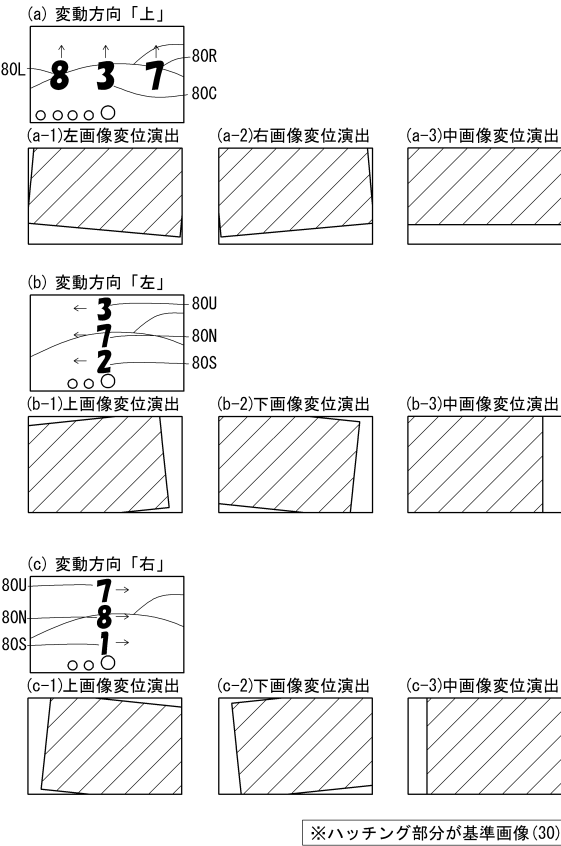 (a) 変動方向「上」
80L
8 3 7
80R
80C
(a-1)左画像変位演出
(a-2)右画像変位演出
(a-3)中画像変位演出
(b) 変動方向「左」
3
80U
7
80N
2
80S
(b-1)上画像変位演出
(b-2)下画像変位演出
(b-3)中画像変位演出
(c) 変動方向「右」
80U
7
80N
8
80S
1
(c-1)上画像変位演出
(c-2)下画像変位演出
(c-3)中画像変位演出
※ハッチング部分が基準画像(30)